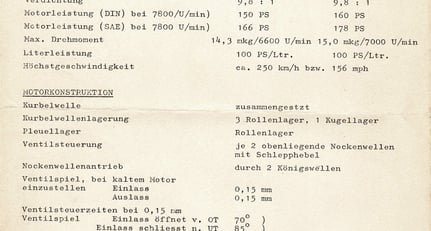 Verdichtung 9,8 : 1 9,8 : 1
Motorleistung (DIN) bei 7800/U/min) 150 PS 160 PS
Motorleistung (SAE) bei 7800 U/min) 166 PS 178 PS
Max. Drehmoment 14,3 mkg/6600 U/min 15,0 mkg/7000 U/min
Literleistung 100 PS/Ltr. 100 PS/Ltr.
Höchstgeschwindigkeit ca. 250 km/h bzw. 156 mph
MOTORKONSTRUKTION
Kurbelwelle zusammengestzt
Kurbelwellenlagerung 3 Rollenlager, 1 Kugellager
Pleuellager Rollenlager
Ventilsteuerung je 2 obenliegende Nockenwellen
mit Schlepphebel
Nockenwellenantrieb durch 2 Königswellen
Ventilspiel, bei kaltem Motor
einzustellen Einlass 0,15 mm
Auslass 0,15 mm
Ventilsteuerzeiten bei 0,15 mm
Ventilspiel Einlass öffnet v. OT 70° )
Einlass schliesst n. UT 85° )